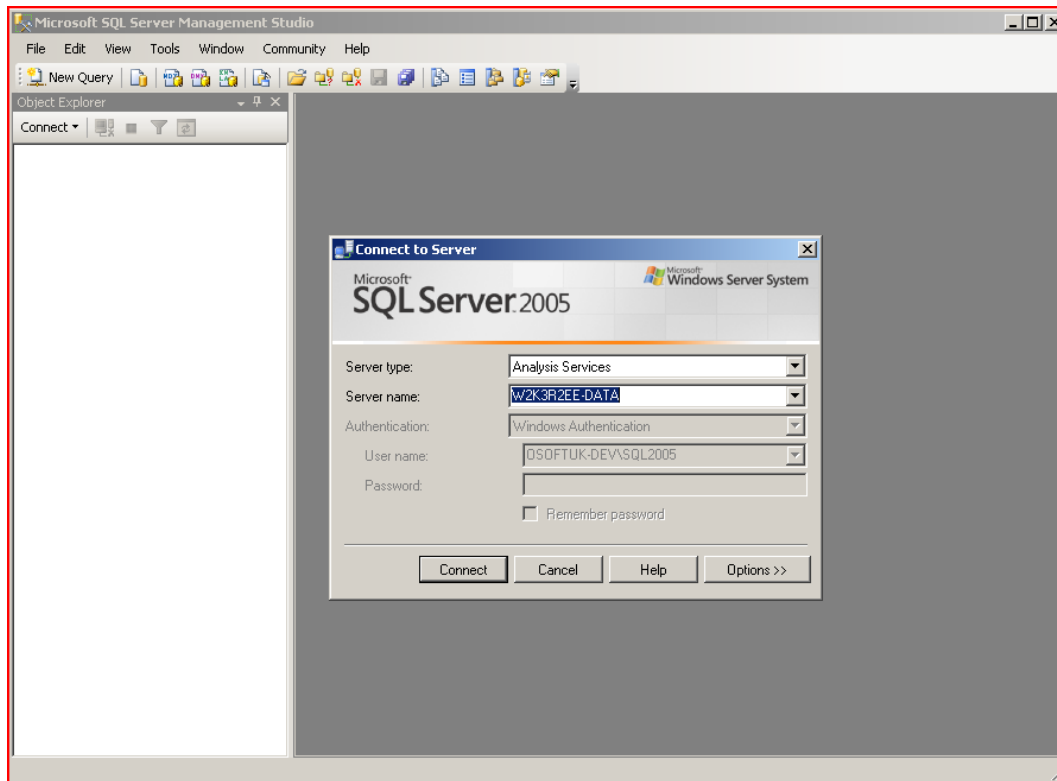 Microsoft SQL Server Management Studio
File Edit View Tools Window Community Help
New Query
Object Explorer
Connect
Connect to Server
Microsoft
SQL Server 2005
Microsoft
Windows Server System
Server type: Analysis Services
Server name: W2K3R2EE-DATA
Authentication: Windows Authentication
User name: OSOFTUK-DEV\SQL2005
Password:
Remember password
Connect Cancel Help Options >>